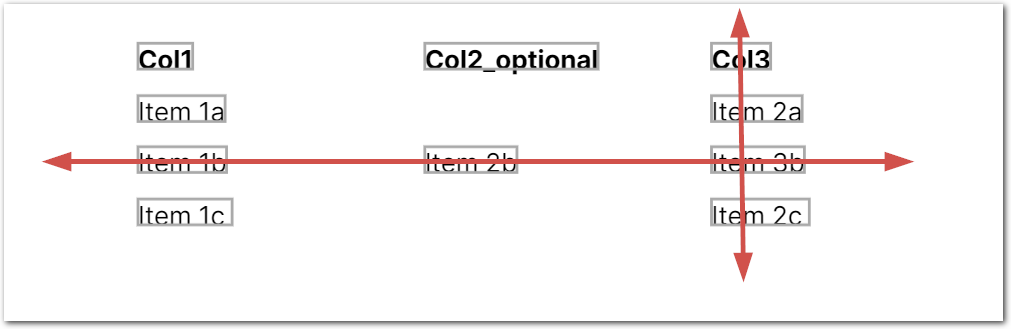 Col1 Col2_optional Col3
Item 1a Item 2a
Item 1b Item 2b Item 3b
Item 1c Item 2c